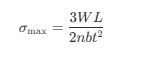 σ_max = 3WL / 2nbt²